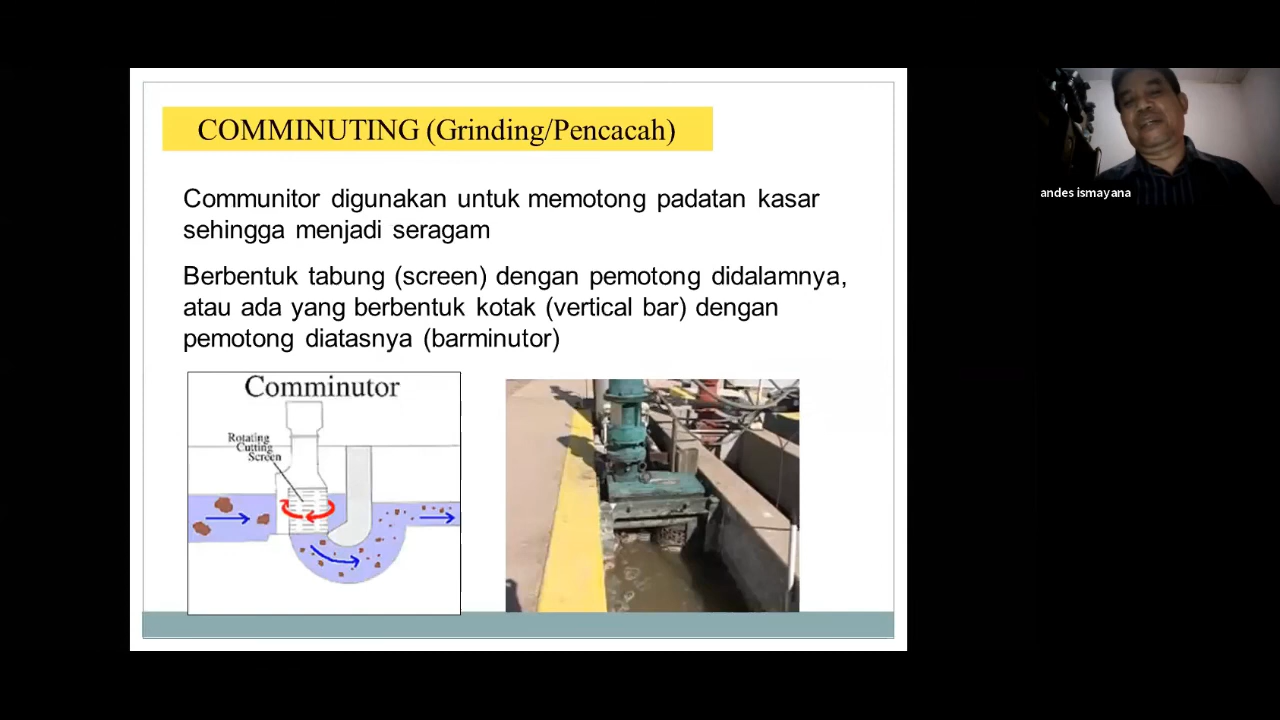 COMMINUTING (Grinding/Pencacah)
Communitor digunakan untuk memotong padatan kasar
sehingga menjadi seragam
Berbentuk tabung (screen) dengan pemotong didalamnya,
atau ada yang berbentuk kotak (vertical bar) dengan
pemotong diatasnya (barminutor)
Comminutor
Rotating
Cutting
Screen
andes ismayana